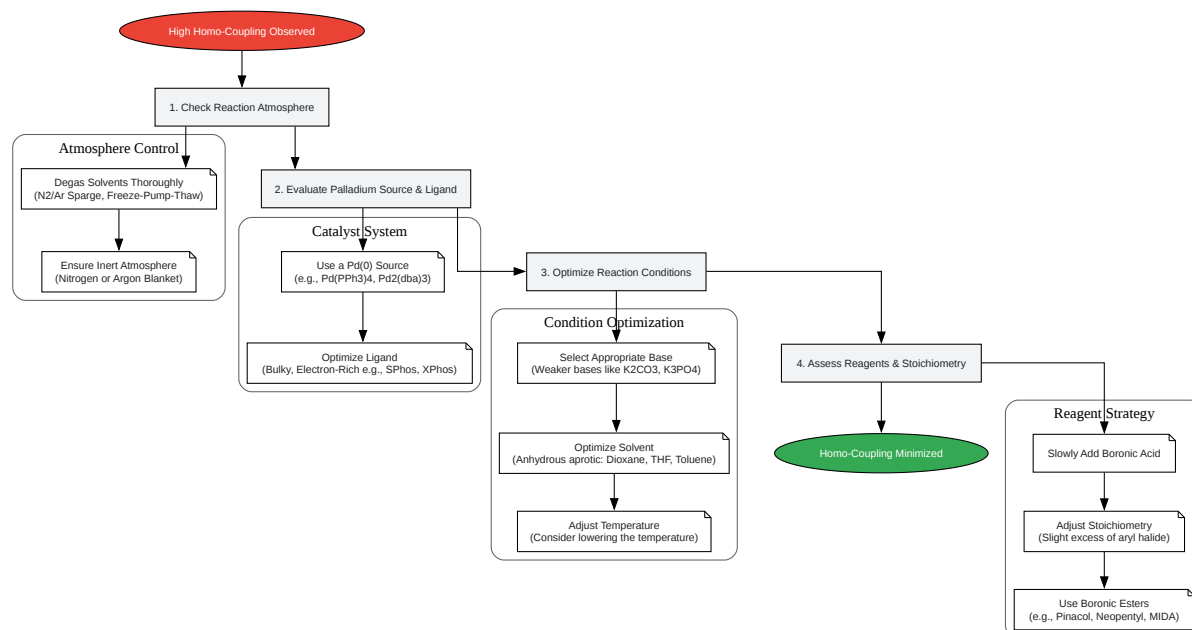 High Homo-Coupling Observed
1. Check Reaction Atmosphere
Atmosphere Control
Degas Solvents Thoroughly
(N2/Ar Sparge, Freeze-Pump-Thaw)
Ensure Inert Atmosphere
(Nitrogen or Argon Blanket)
2. Evaluate Palladium Source & Ligand
Catalyst System
Use a Pd(0) Source
(e.g., Pd(PPh3)4, Pd2(dba)3)
Optimize Ligand
(Bulky, Electron-Rich e.g., SPhos, XPhos)
3. Optimize Reaction Conditions
Condition Optimization
Select Appropriate Base
(Weaker bases like K2CO3, K3PO4)
Optimize Solvent
(Anhydrous aprotic: Dioxane, THF, Toluene)
Adjust Temperature
(Consider lowering the temperature)
4. Assess Reagents & Stoichiometry
Homo-Coupling Minimized
Reagent Strategy
Slowly Add Boronic Acid
Adjust Stoichiometry
(Slight excess of aryl halide)
Use Boronic Esters
(e.g., Pinacol, Neopentyl, MIDA)